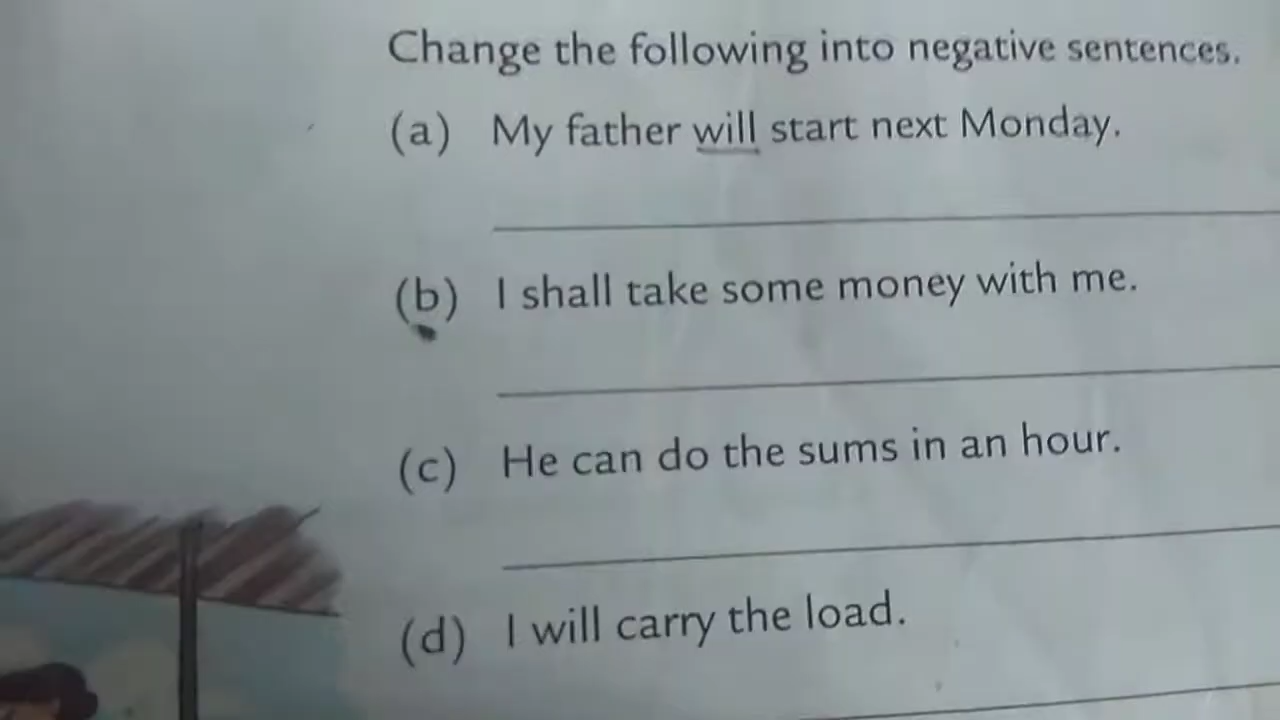 Change the following into negative sentences.
(a) My father will start next Monday.
(b) I shall take some money with me.
(c) He can do the sums in an hour.
(d) I will carry the load.